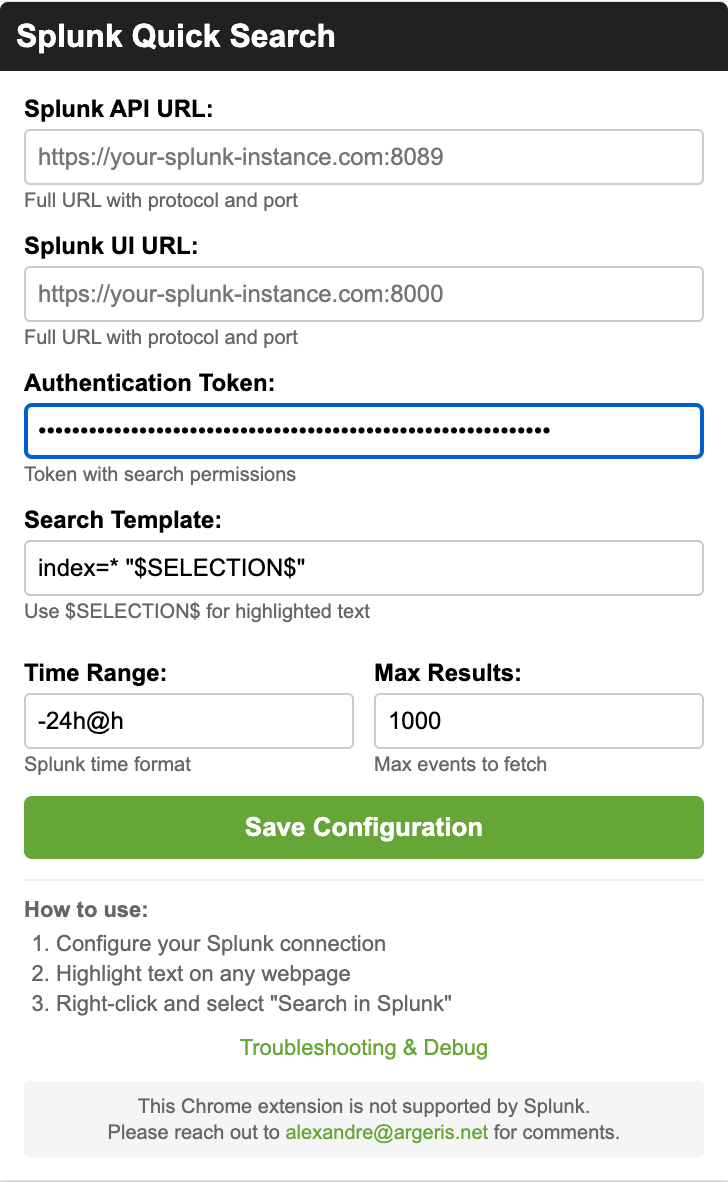 Splunk Quick Search
Splunk API URL:
https://your-splunk-instance.com:8089
Full URL with protocol and port
Splunk UI URL:
https://your-splunk-instance.com:8000
Full URL with protocol and port
Authentication Token:
••••••••••••••••••••••••••••••••••••••••••••••••••••••••••••••••
Token with search permissions
Search Template:
index=* "$SELECTION$"
Use $SELECTION$ for highlighted text
Time Range: Max Results:
-24h@h 1000
Splunk time format Max events to fetch
Save Configuration
How to use:
1. Configure your Splunk connection
2. Highlight text on any webpage
3. Right-click and select "Search in Splunk"
Troubleshooting & Debug
This Chrome extension is not supported by Splunk.
Please reach out to alexandre@argeris.net for comments.